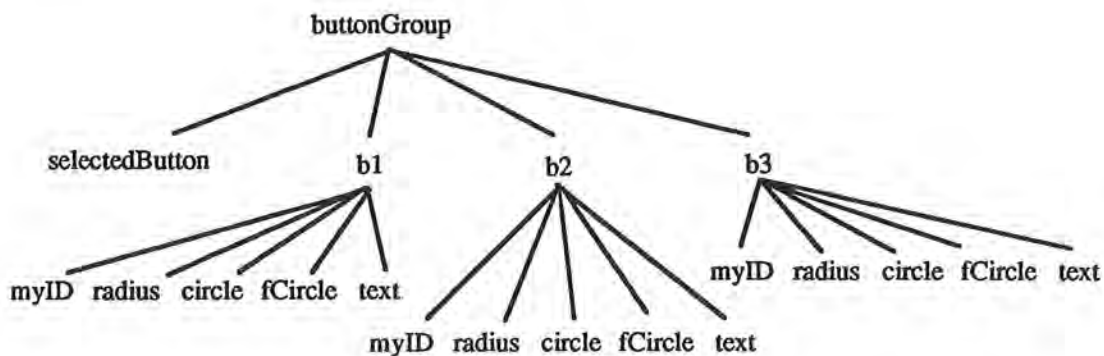 buttonGroup
selectedButton b1 b2 b3
myID radius circle fCircle text
myID radius circle fCircle text
myID radius circle fCircle text